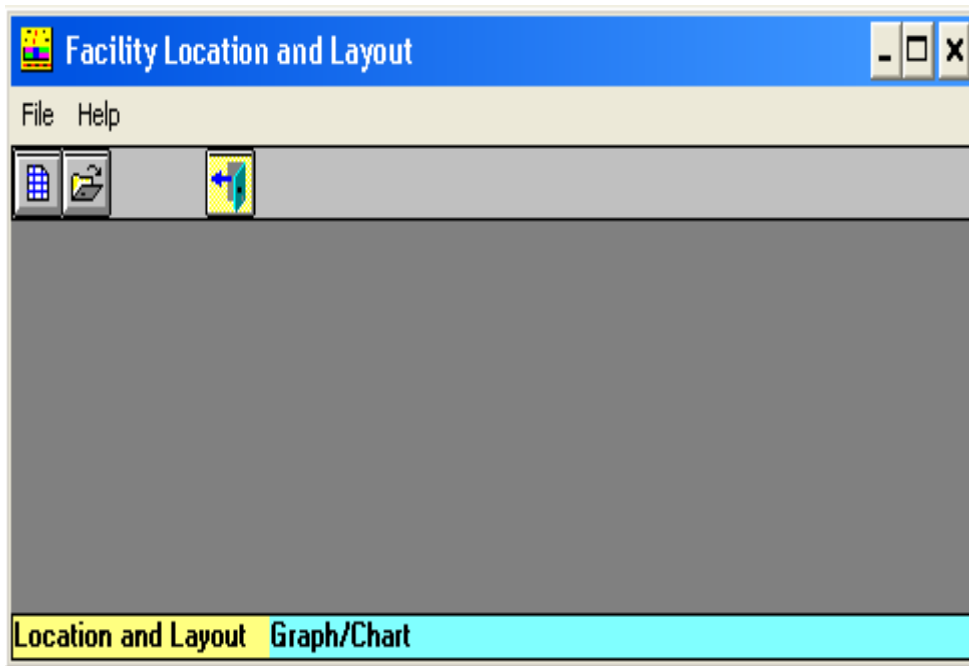 Facility Location and Layout
File Help
Location and Layout Graph/Chart